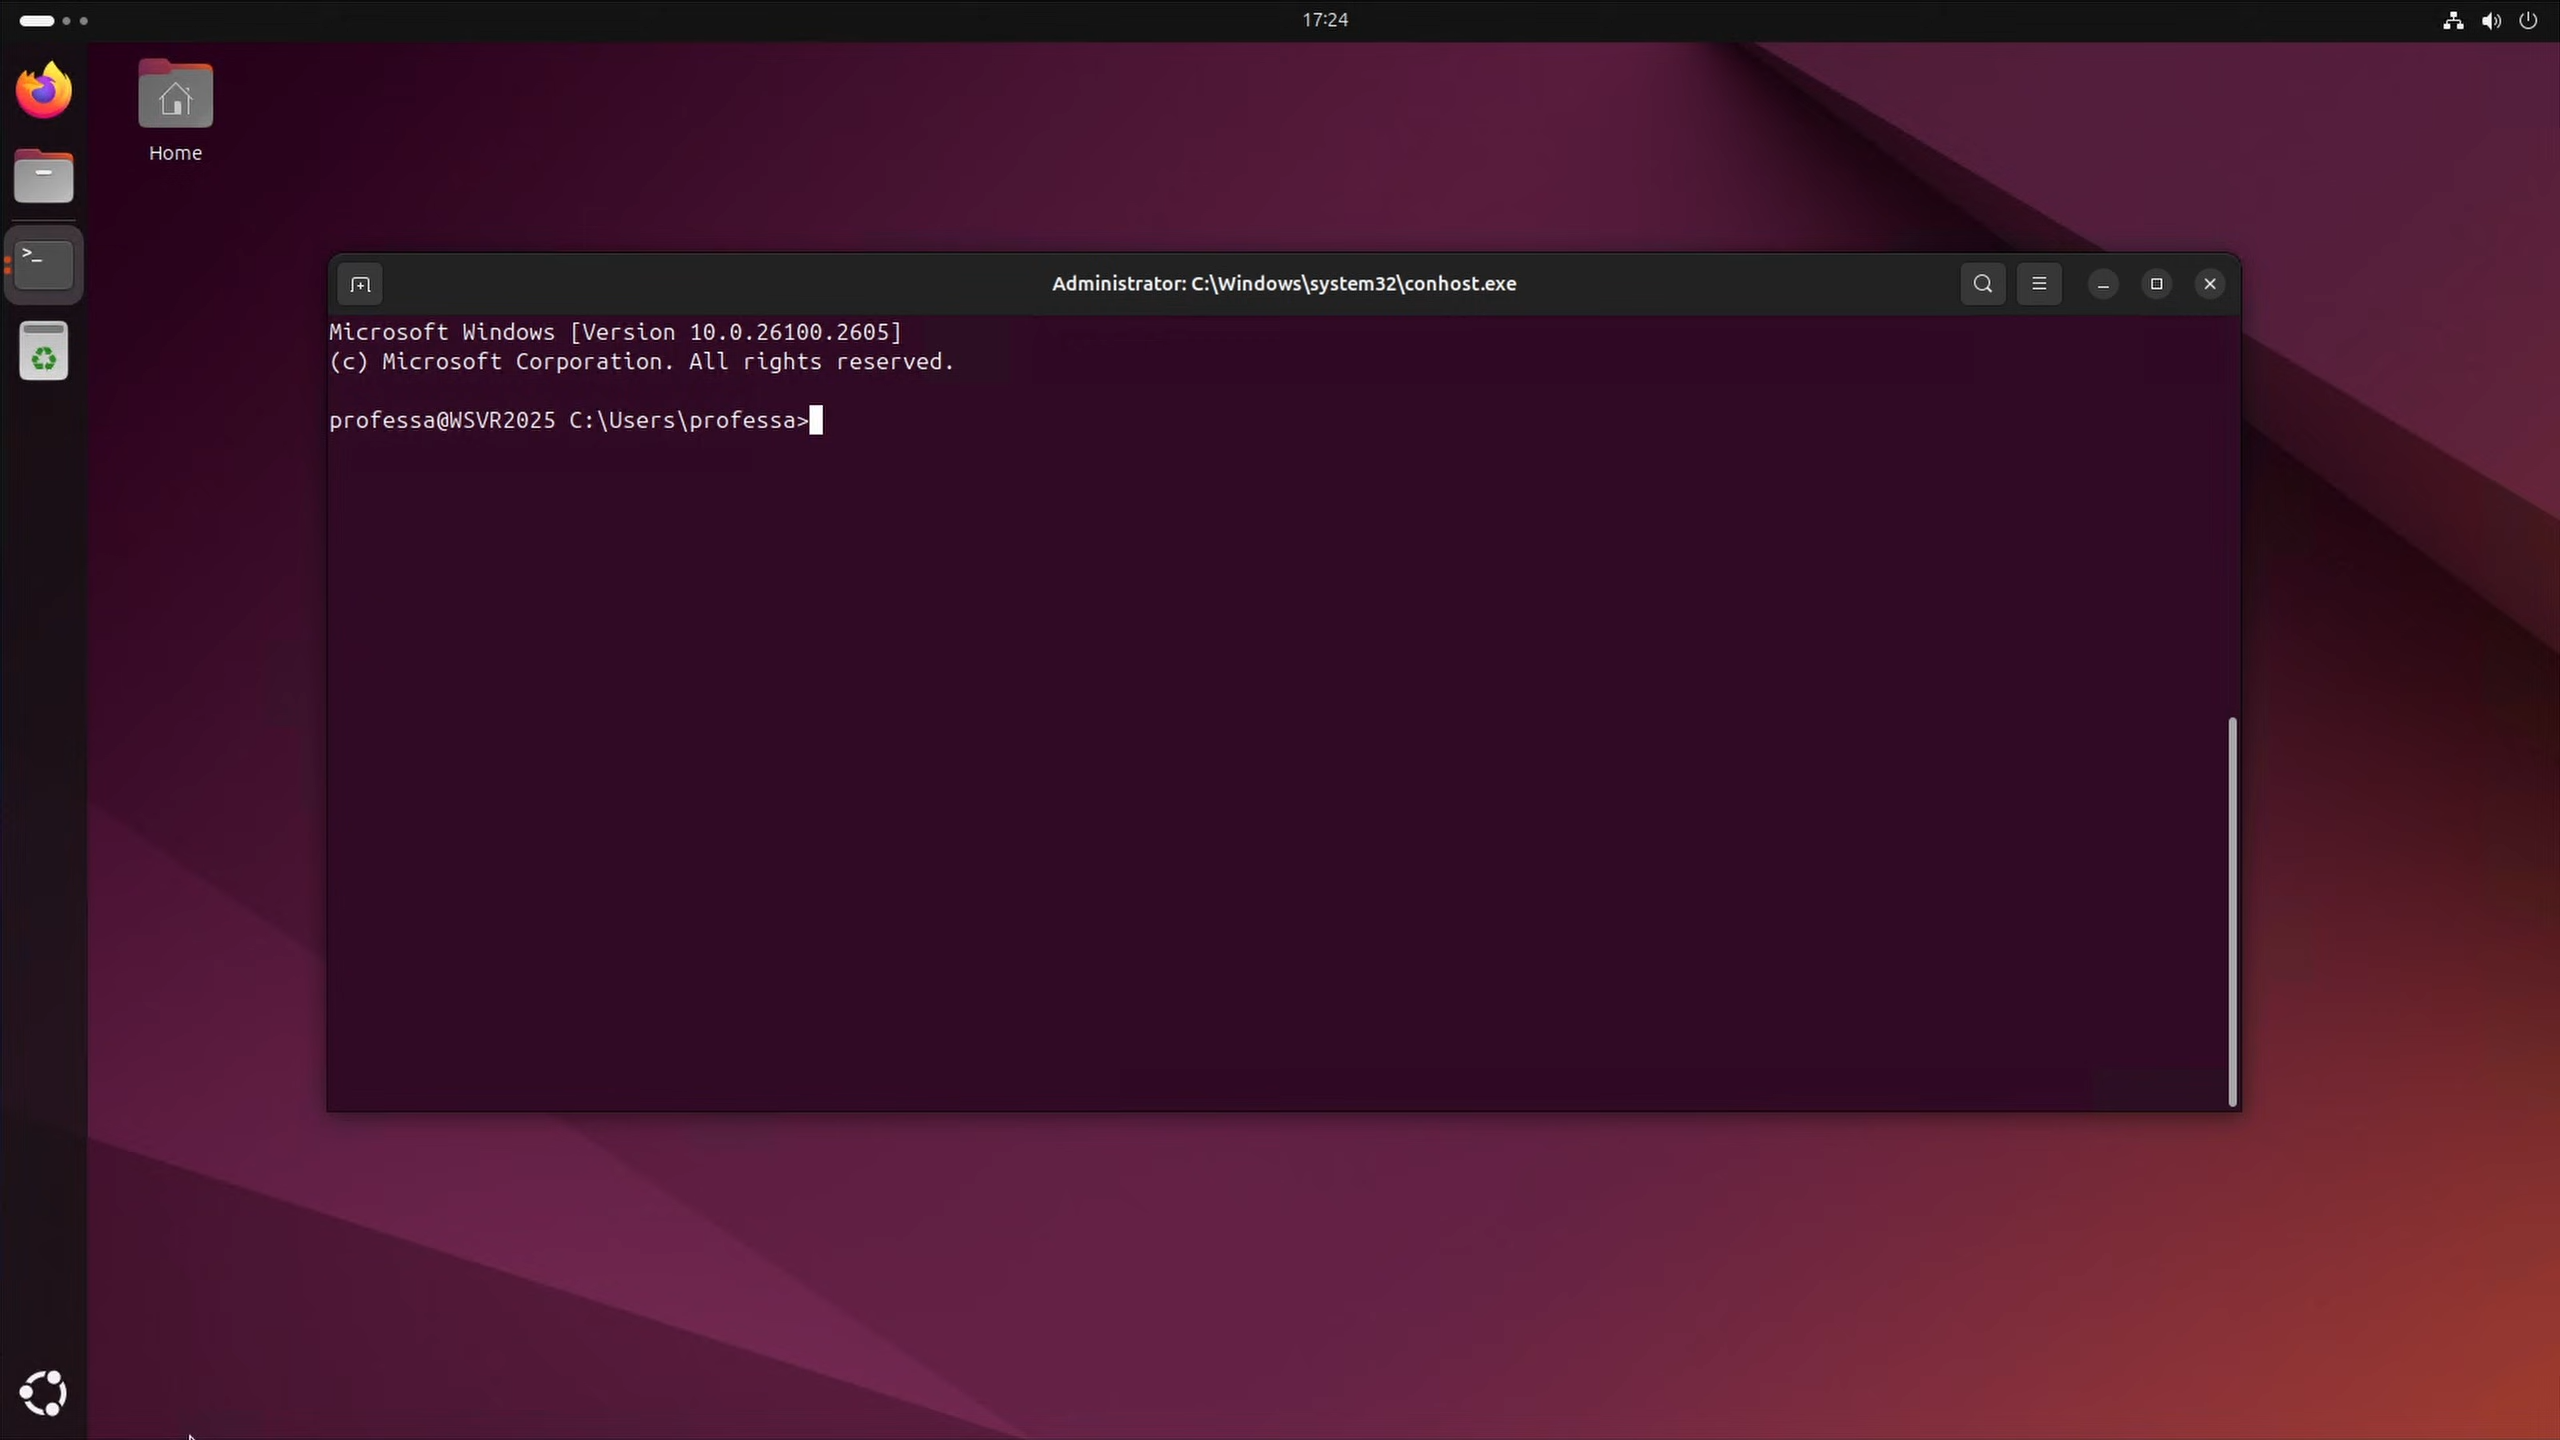 17:24
Home
Administrator: C:\Windows\system32\conhost.exe
>_
Microsoft Windows [Version 10.0.26100.2605]
(c) Microsoft Corporation. All rights reserved.
professa@WSVR2025 C:\Users\professa>